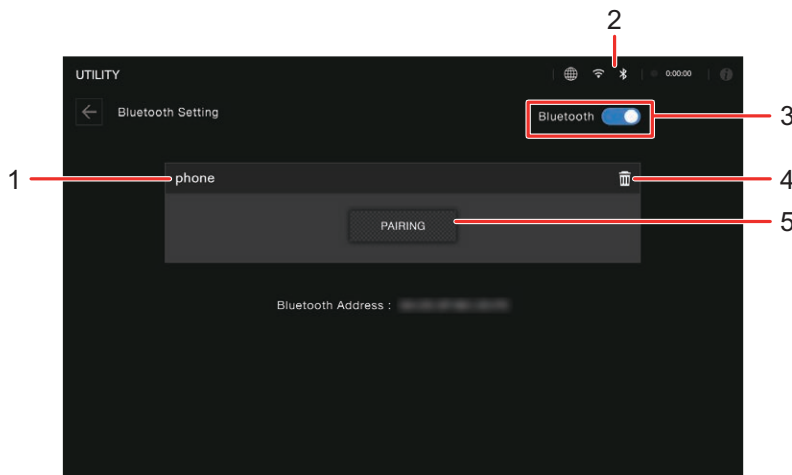 2
UTILITY 0:00:00
Bluetooth Setting
Bluetooth
3
1
phone
4
PAIRING
5
Bluetooth Address :